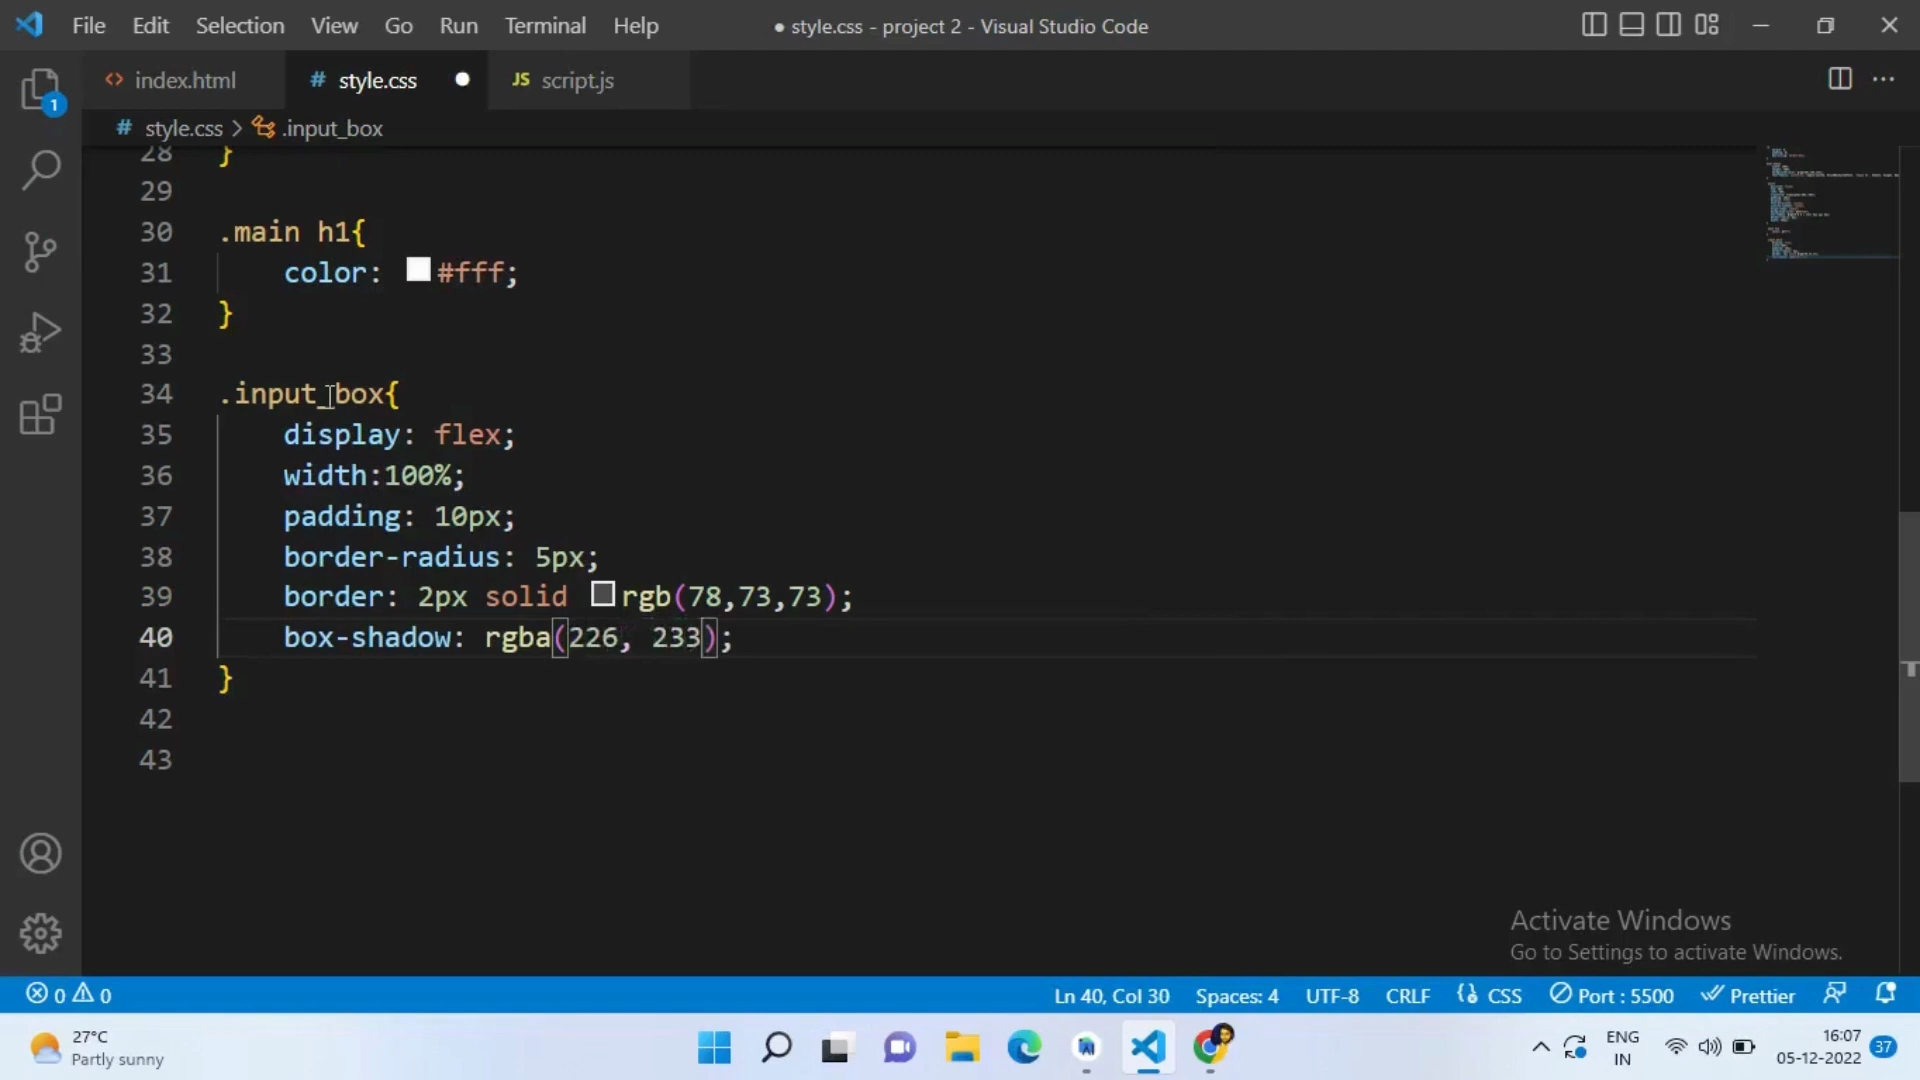 File Edit Selection View Go Run Terminal Help ● style.css - project 2 - Visual Studio Code
<> index.html # style.css ● JS script.js
# style.css > .input_box
1
28 }
29
30 .main h1{
31 color: #fff;
32 }
33
34 .input_box{
35 display: flex;
36 width:100%;
37 padding: 10px;
38 border-radius: 5px;
39 border: 2px solid rgb(78,73,73);
40 box-shadow: rgba(226, 233);
41 }
42
43
Activate Windows
Go to Settings to activate Windows.
0 0 Ln 40, Col 30 Spaces: 4 UTF-8 CRLF {} CSS Port : 5500 Prettier
27°C
Partly sunny
AI
ENG
IN
16:07
05-12-2022
37